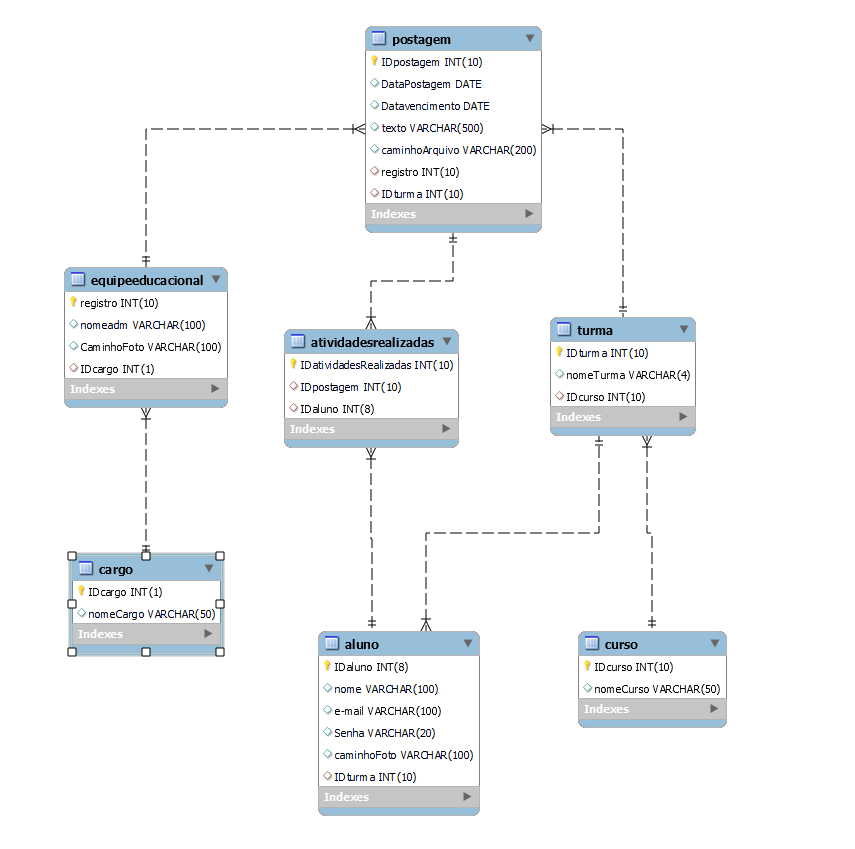 postagem
IDpostagem INT(10)
DataPostagem DATE
Datavencimento DATE
texto VARCHAR(500)
caminhoArquivo VARCHAR(200)
registro INT(10)
IDturma INT(10)
Indexes
equipeeducacional
registro INT(10)
nomeadm VARCHAR(100)
CaminhoFoto VARCHAR(100)
IDcargo INT(1)
Indexes
atividadesrealizadas
IDatividadesRealizadas INT(10)
IDpostagem INT(10)
IDaluno INT(8)
Indexes
turma
IDturma INT(10)
nomeTurma VARCHAR(4)
IDcurso INT(10)
Indexes
cargo
IDcargo INT(1)
nomeCargo VARCHAR(50)
Indexes
aluno
IDaluno INT(8)
nome VARCHAR(100)
e-mail VARCHAR(100)
Senha VARCHAR(20)
caminhoFoto VARCHAR(100)
IDturma INT(10)
Indexes
curso
IDcurso INT(10)
nomeCurso VARCHAR(50)
Indexes